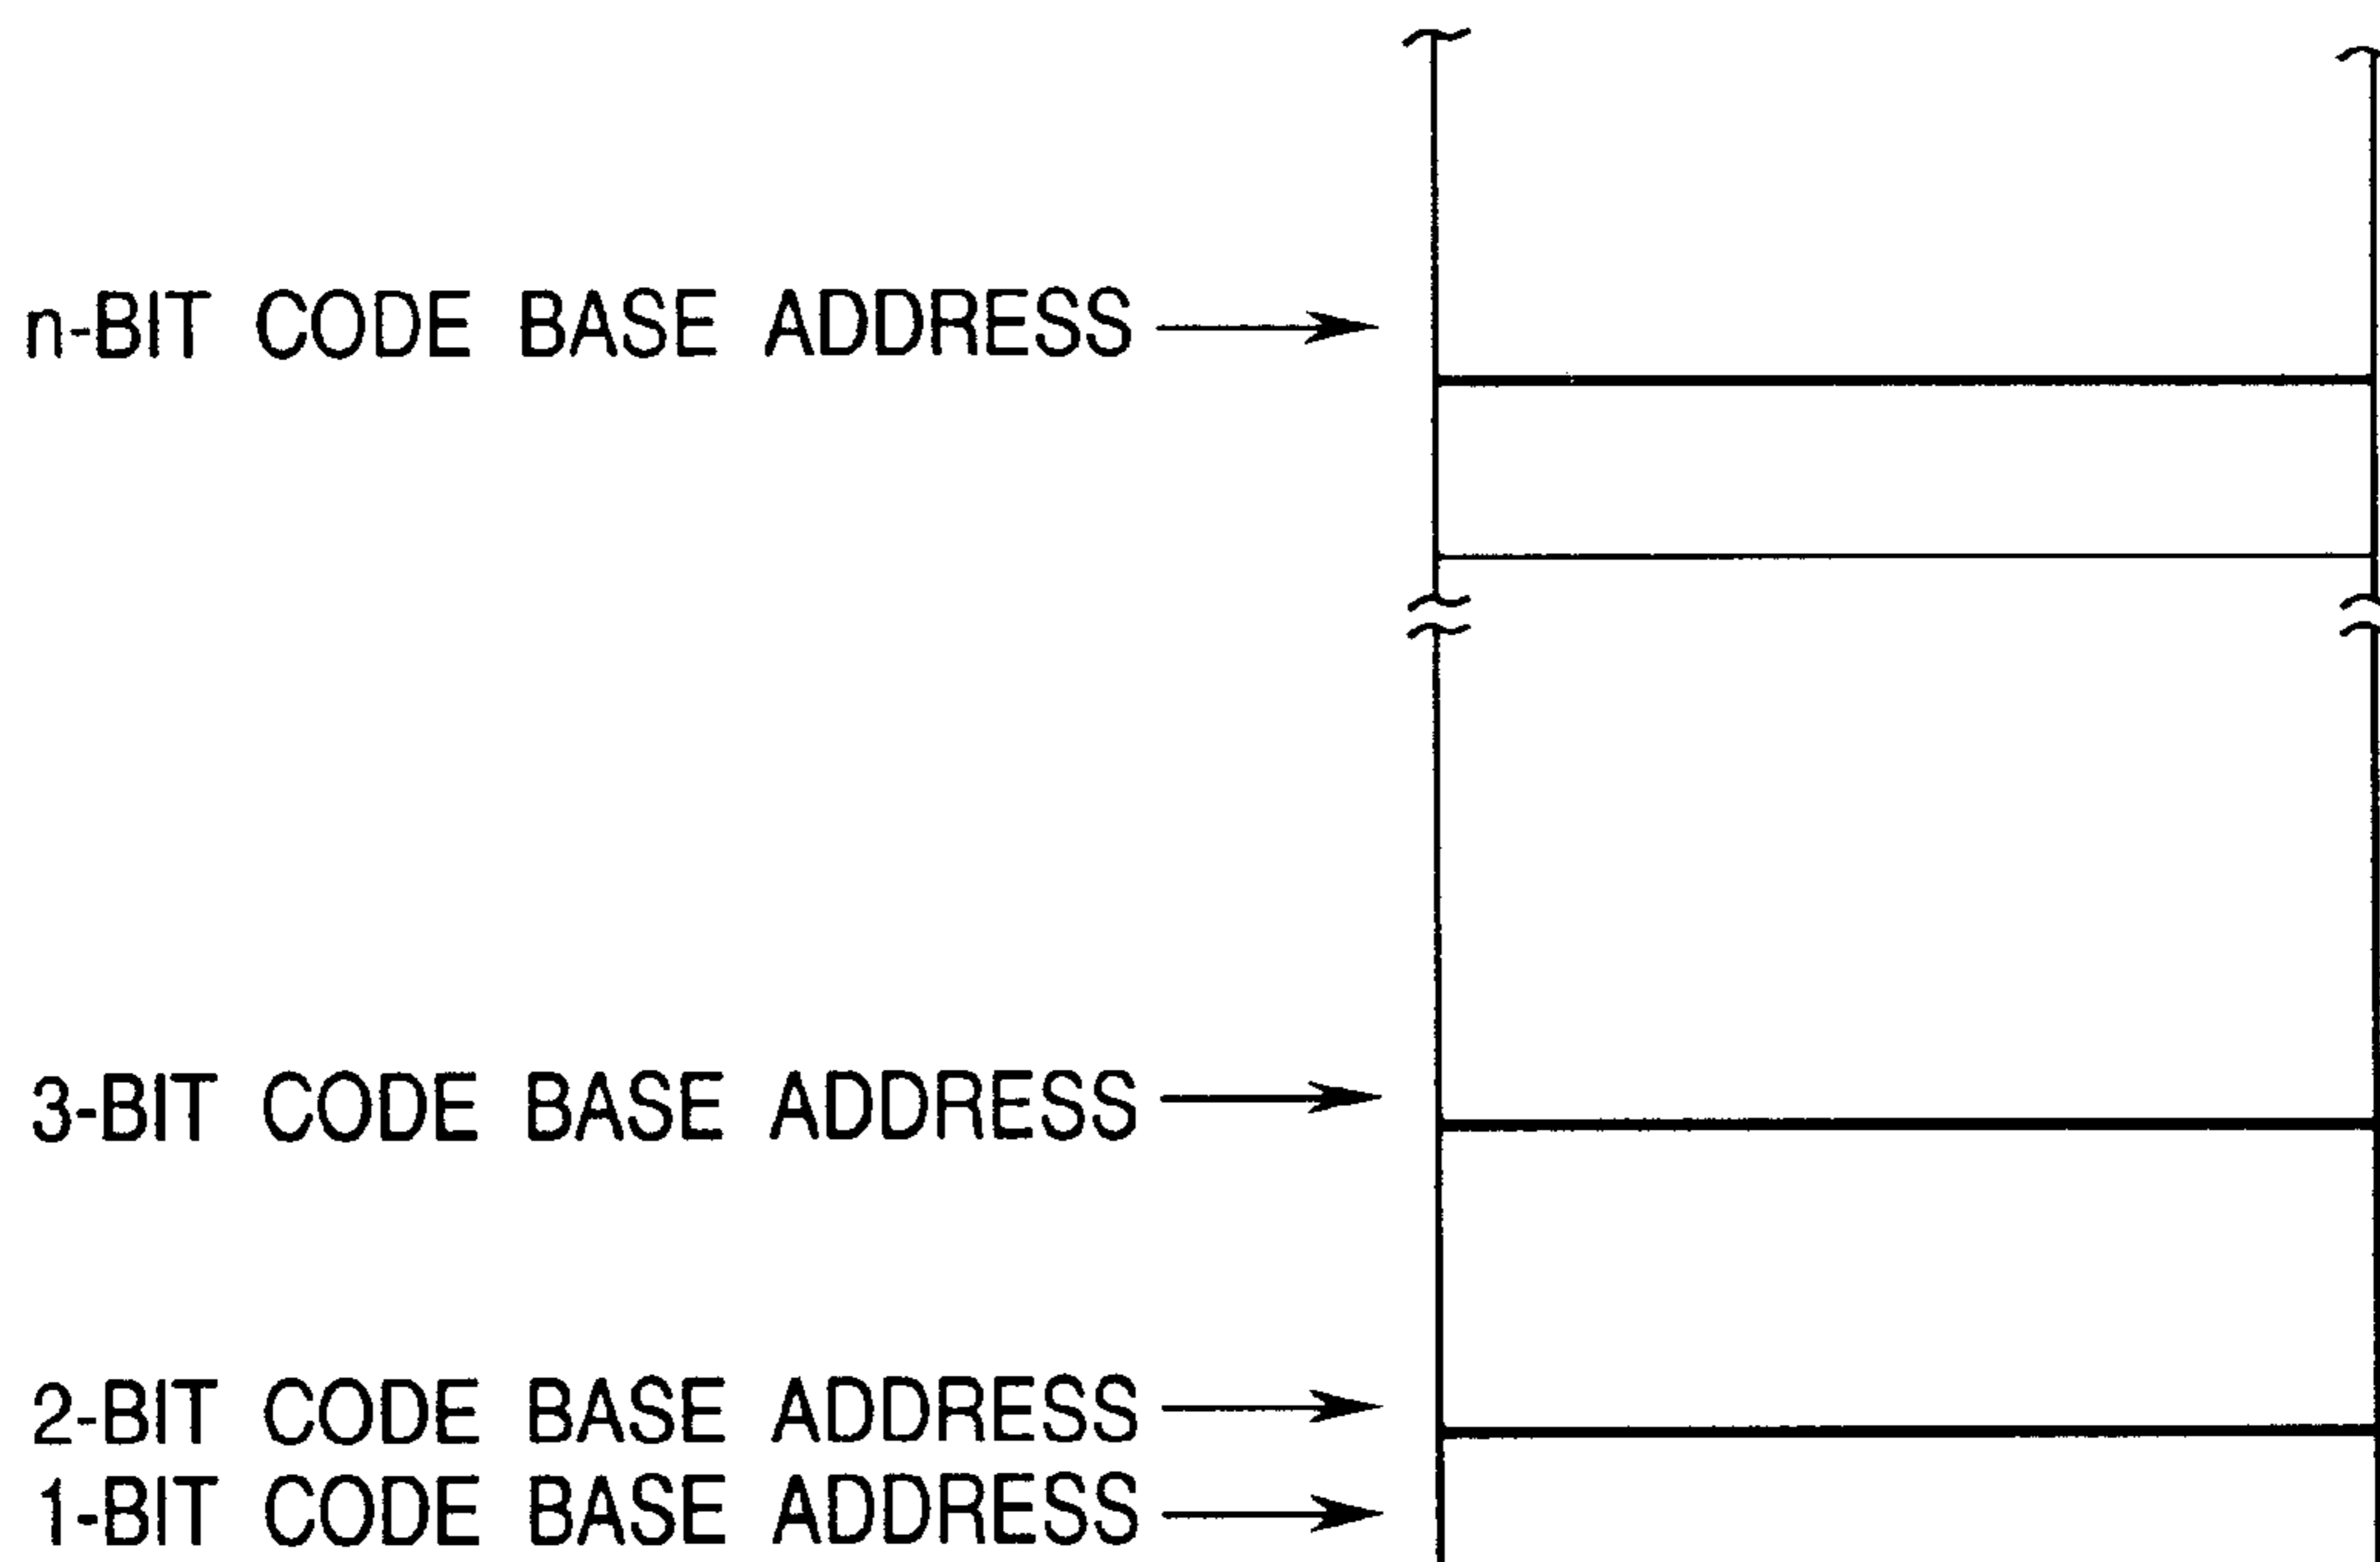 n-BIT CODE BASE ADDRESS
3-BIT CODE BASE ADDRESS
2-BIT CODE BASE ADDRESS
1-BIT CODE BASE ADDRESS